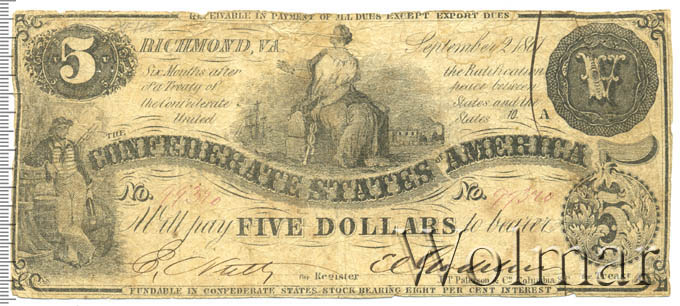 RECEIVABLE IN PAYMENT OF ALL DUES EXCEPT EXPORT DUES
5
RICHMOND, VA.
September 2, 1861
Six Months after the Ratification
of a Treaty of peace between
the Confederate States and the
United States 10 A
THE
CONFEDERATE STATES OF AMERICA
No. No.
Will pay FIVE DOLLARS, to bearer
5
for Register for Treasr
FUNDABLE IN CONFEDERATE STATES STOCK BEARING EIGHT PER CENT INTEREST
Wolmar